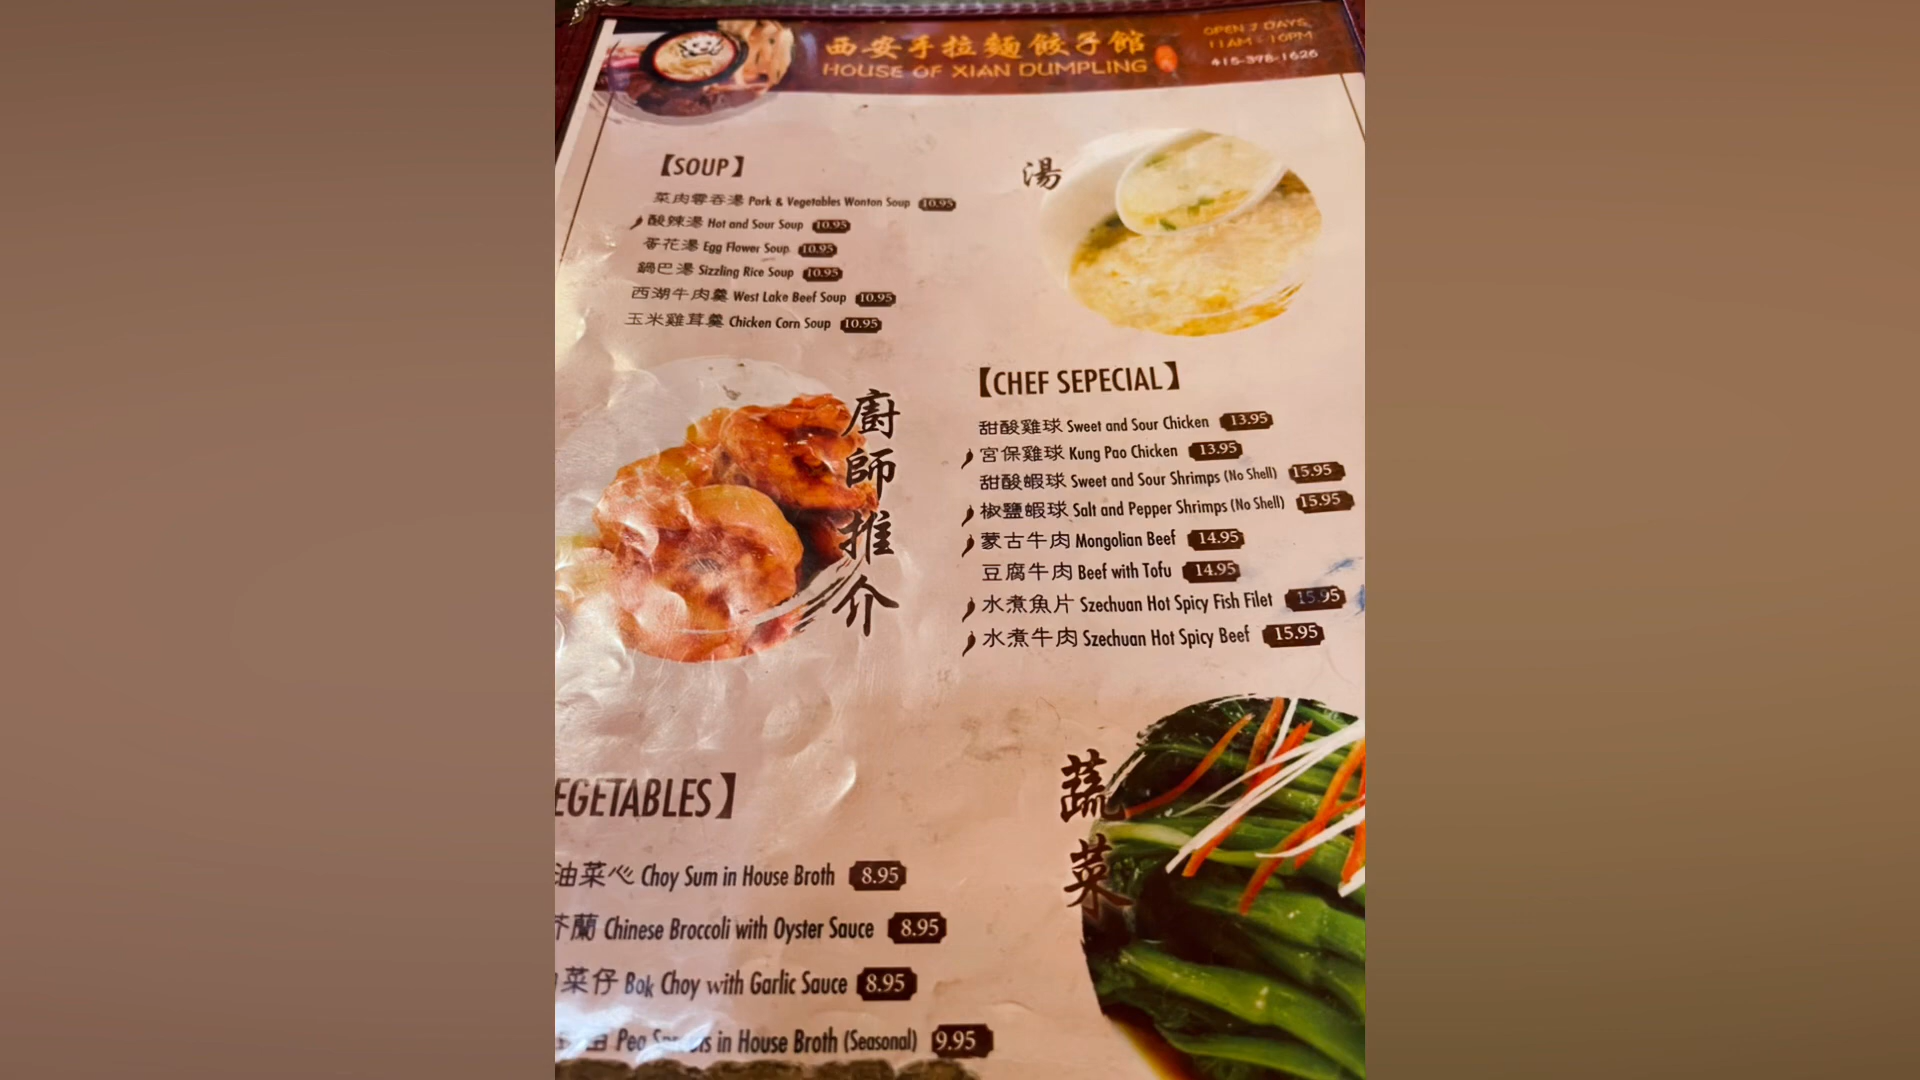 西安手拉麵餃子館
HOUSE OF XIAN DUMPLING
OPEN 7 DAYS
11AM - 10PM
415-378-1626
【SOUP】
湯
菜肉雲吞湯 Pork & Vegetables Wontan Soup 10.95
酸辣湯 Hot and Sour Soup 10.95
蛋花湯 Egg Flower Soup 10.95
鍋巴湯 Sizzling Rice Soup 10.95
西湖牛肉羹 West Lake Beef Soup 10.95
玉米雞茸羹 Chicken Corn Soup 10.95
廚師推介
【CHEF SEPECIAL】
甜酸雞球 Sweet and Sour Chicken 13.95
宮保雞球 Kung Pao Chicken 13.95
甜酸蝦球 Sweet and Sour Shrimps (No Shell) 15.95
椒鹽蝦球 Salt and Pepper Shrimps (No Shell) 15.95
蒙古牛肉 Mongolian Beef 14.95
豆腐牛肉 Beef with Tofu 14.95
水煮魚片 Szechuan Hot Spicy Fish Filet 15.95
水煮牛肉 Szechuan Hot Spicy Beef 15.95
EGETABLES】
蔬菜
油菜心 Choy Sum in House Broth 8.95
芥蘭 Chinese Broccoli with Oyster Sauce 8.95
菜仔 Bok Choy with Garlic Sauce 8.95
Pea in House Broth (Seasonal) 9.95